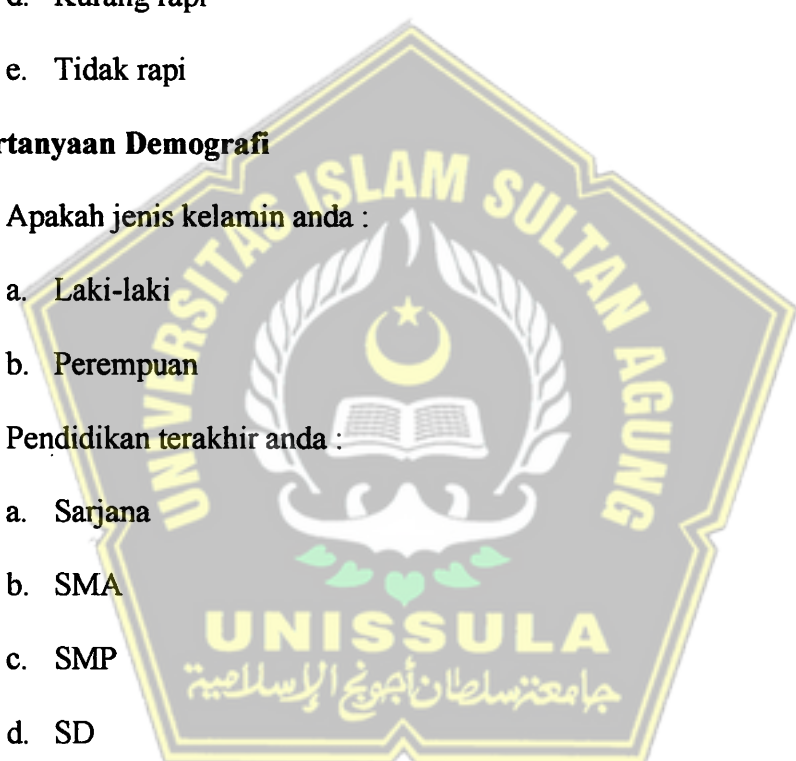 d. Kurang rapi
e. Tidak rapi
rtanyaan Demografi
Apakah jenis kelamin anda :
a. Laki-laki
b. Perempuan
Pendidikan terakhir anda :
a. Sarjana
b. SMA
c. SMP
d. SD
UNIVERSITAS ISLAM SULTAN AGUNG
UNISSULA
جامعة سلطان أجونج الإسلامية